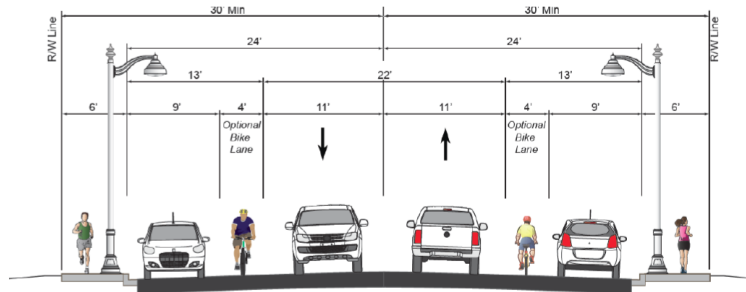 30' Min 30' Min
R/W Line R/W Line
24' 24'
13' 22' 13'
6' 9' 4' 11' 11' 4' 9' 6'
Optional Optional
Bike Bike
Lane Lane